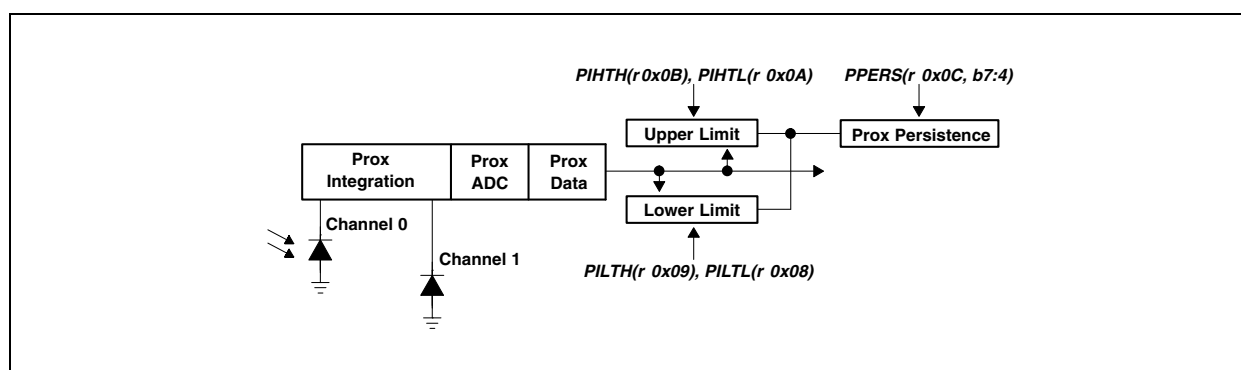 PIHTH(r 0x0B), PIHTL(r 0x0A)
PPERS(r 0x0C, b7:4)
Upper Limit
Prox Persistence
Prox
Integration
Prox
ADC
Prox
Data
Lower Limit
Channel 0
Channel 1
PILTH(r 0x09), PILTL(r 0x08)